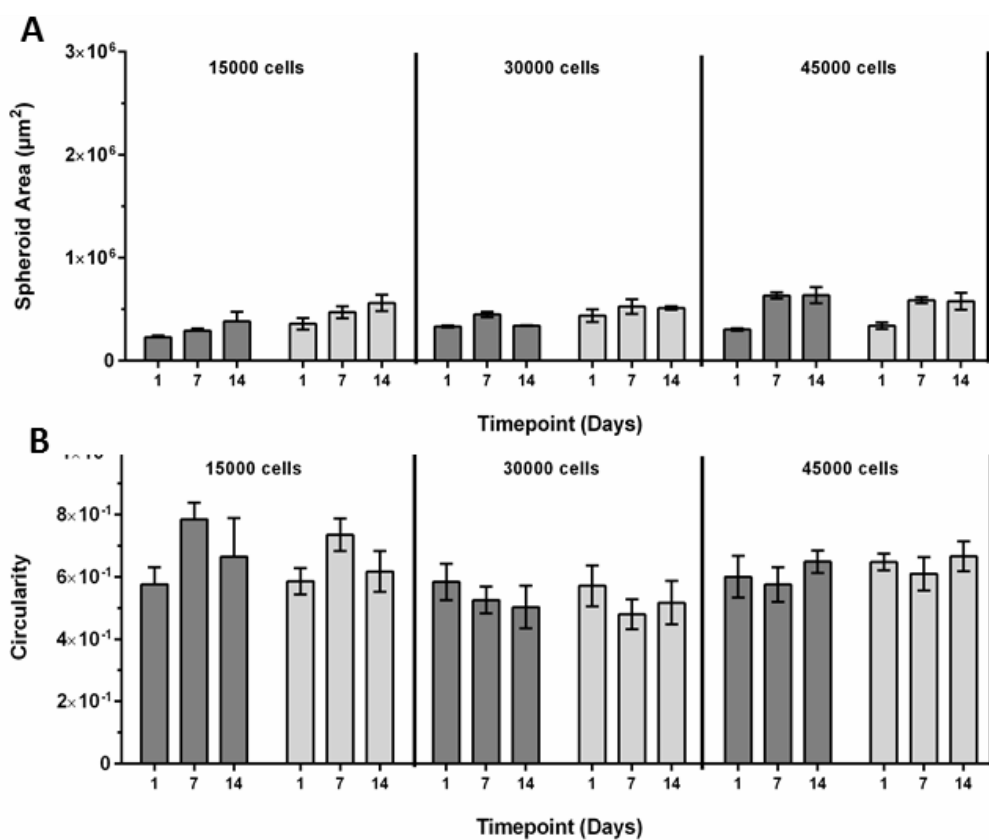 A
3×10⁶
15000 cells 30000 cells 45000 cells
Spheroid Area (µm²)
2×10⁶
1×10⁶
0
1 7 14 1 7 14 1 7 14 1 7 14 1 7 14 1 7 14
Timepoint (Days)
B
15000 cells 30000 cells 45000 cells
Circularity
8×10⁻¹
6×10⁻¹
4×10⁻¹
2×10⁻¹
0
1 7 14 1 7 14 1 7 14 1 7 14 1 7 14 1 7 14
Timepoint (Days)